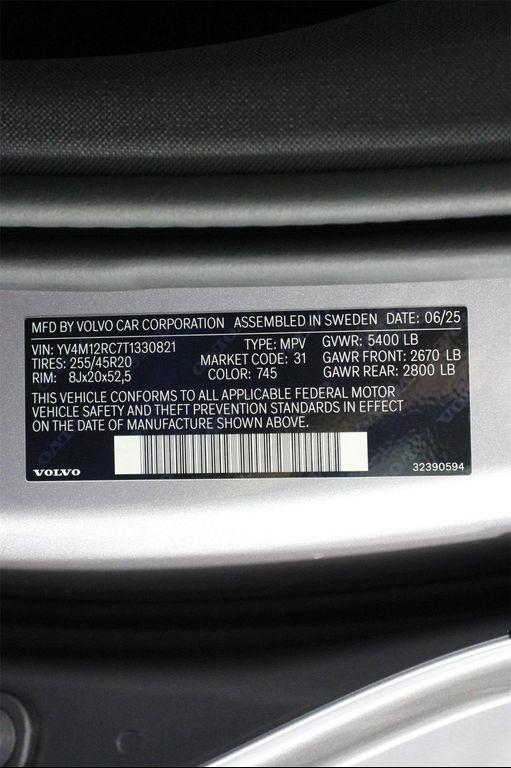 MFD BY VOLVO CAR CORPORATION ASSEMBLED IN SWEDEN DATE: 06/25
VIN: YV4M12RC7T1330821 TYPE: MPV GVWR: 5400 LB
TIRES: 255/45R20 MARKET CODE: 31 GAWR FRONT: 2670 LB
RIM: 8Jx20x52,5 COLOR: 745 GAWR REAR: 2800 LB
THIS VEHICLE CONFORMS TO ALL APPLICABLE FEDERAL MOTOR
VEHICLE SAFETY AND THEFT PREVENTION STANDARDS IN EFFECT
ON THE DATE OF MANUFACTURE SHOWN ABOVE.
VOLVO 32390594